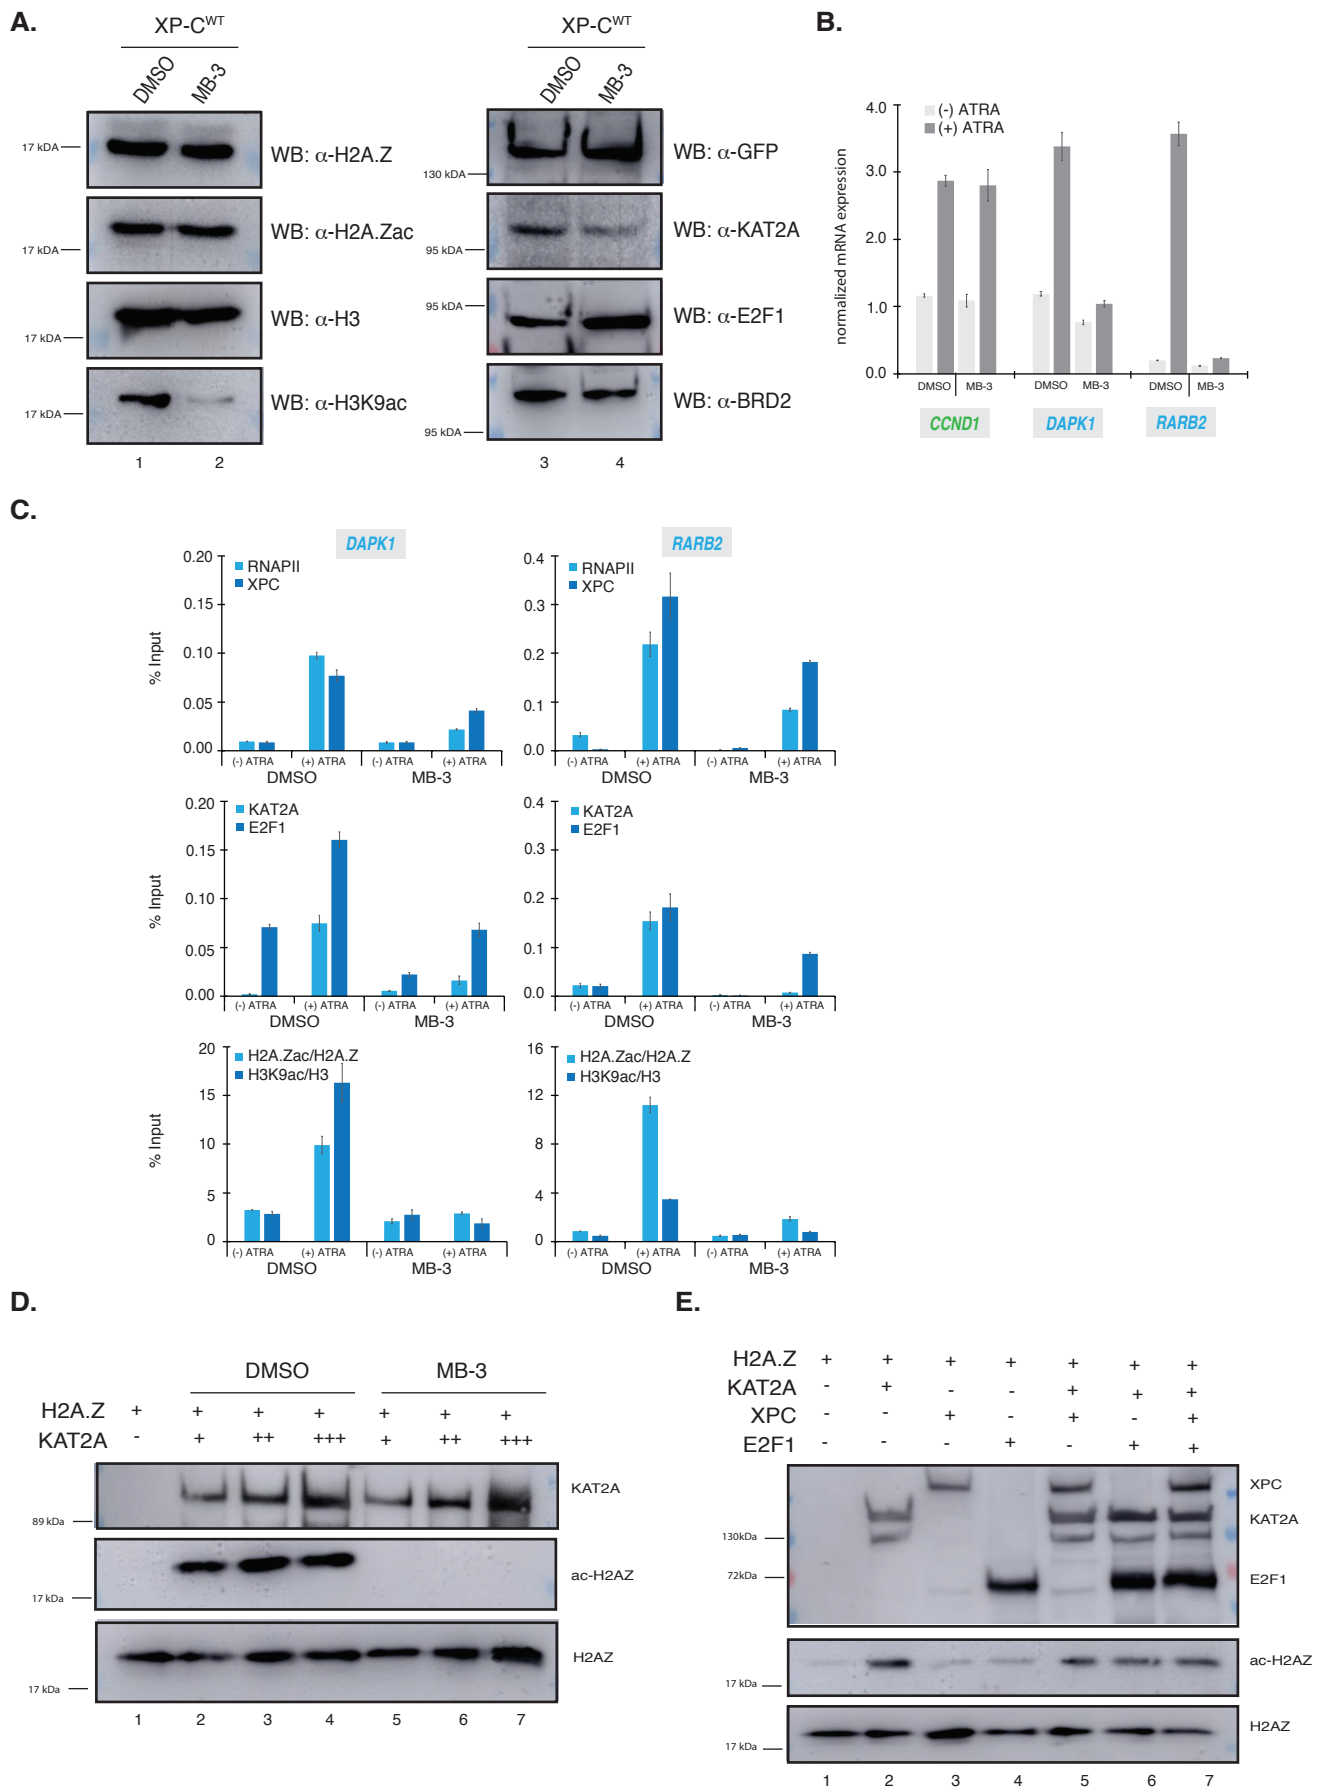 A.
XP-C^WT
DMSO MB-3
17 kDA
WB: α-H2A.Z
17 kDA
WB: α-H2A.Zac
17 kDA
WB: α-H3
17 kDA
WB: α-H3K9ac
1 2
XP-C^WT
DMSO MB-3
130 kDA
WB: α-GFP
95 kDA
WB: α-KAT2A
95 kDA
WB: α-E2F1
95 kDA
WB: α-BRD2
3 4
B.
(-) ATRA
(+) ATRA
normalized mRNA expression
4.0
3.0
2.0
1.0
0.0
DMSO MB-3 DMSO MB-3 DMSO MB-3
CCND1 DAPK1 RARB2
C.
DAPK1
% Input
0.20
0.15
0.10
0.05
0.00
RNAPII
XPC
(-) ATRA (+) ATRA (-) ATRA (+) ATRA
DMSO MB-3
RARB2
0.4
0.3
0.2
0.1
0.0
RNAPII
XPC
(-) ATRA (+) ATRA (-) ATRA (+) ATRA
DMSO MB-3
% Input
0.20
0.15
0.10
0.05
0.00
KAT2A
E2F1
(-) ATRA (+) ATRA (-) ATRA (+) ATRA
DMSO MB-3
0.4
0.3
0.2
0.1
0.0
KAT2A
E2F1
(-) ATRA (+) ATRA (-) ATRA (+) ATRA
DMSO MB-3
% Input
20
15
10
5
0
H2A.Zac/H2A.Z
H3K9ac/H3
(-) ATRA (+) ATRA (-) ATRA (+) ATRA
DMSO MB-3
16
12
8
4
0
H2A.Zac/H2A.Z
H3K9ac/H3
(-) ATRA (+) ATRA (-) ATRA (+) ATRA
DMSO MB-3
D.
DMSO MB-3
H2A.Z + + + + + + +
KAT2A - + ++ +++ + ++ +++
KAT2A
89 kDa
ac-H2AZ
17 kDa
H2AZ
17 kDa
1 2 3 4 5 6 7
E.
H2A.Z + + + + + + +
KAT2A - + - - + + +
XPC - - + - + - +
E2F1 - - - + - + +
XPC
KAT2A
130kDa
72kDa
E2F1
ac-H2AZ
17 kDa
H2AZ
17 kDa
1 2 3 4 5 6 7